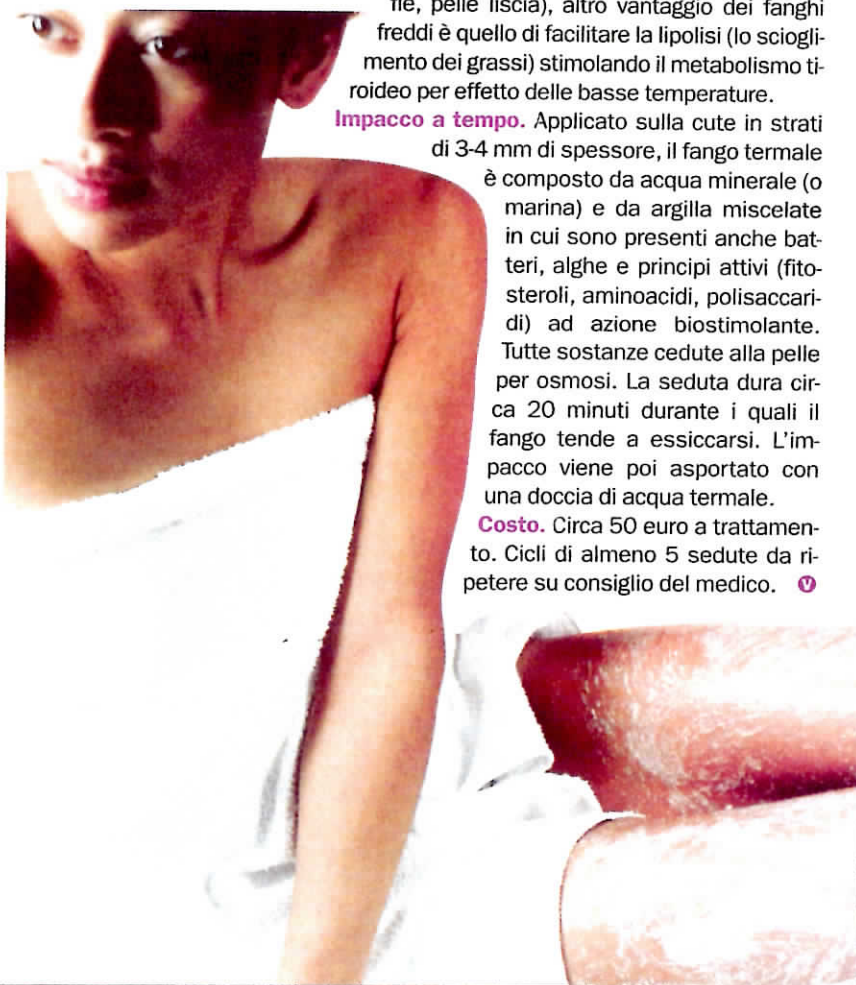 fie, pelle liscia), altro vantaggio dei fanghi
freddi è quello di facilitare la lipolisi (lo sciogli-
mento dei grassi) stimolando il metabolismo ti-
roideo per effetto delle basse temperature.
Impacco a tempo. Applicato sulla cute in strati
di 3-4 mm di spessore, il fango termale
è composto da acqua minerale (o
marina) e da argilla miscelate
in cui sono presenti anche bat-
teri, alghe e principi attivi (fito-
steroli, aminoacidi, polisaccari-
di) ad azione biostimolante.
Tutte sostanze cedute alla pelle
per osmosi. La seduta dura cir-
ca 20 minuti durante i quali il
fango tende a essiccarsi. L'im-
pacco viene poi asportato con
una doccia di acqua termale.
Costo. Circa 50 euro a trattamen-
to. Cicli di almeno 5 sedute da ri-
petere su consiglio del medico. V